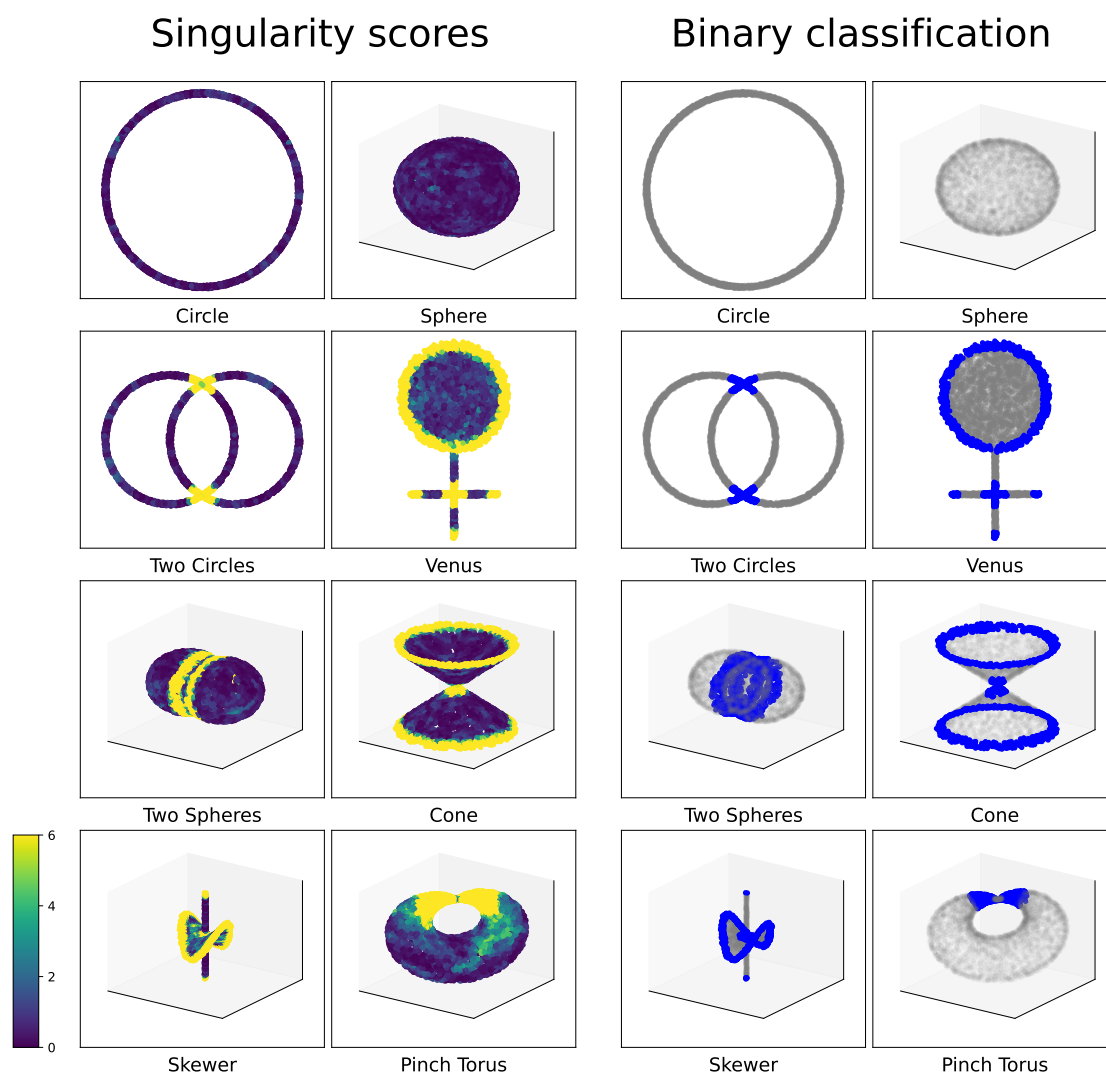 Singularity scores
Binary classification
Circle
Sphere
Circle
Sphere
Two Circles
Venus
Two Circles
Venus
Two Spheres
Cone
Two Spheres
Cone
6
4
2
0
Skewer
Pinch Torus
Skewer
Pinch Torus